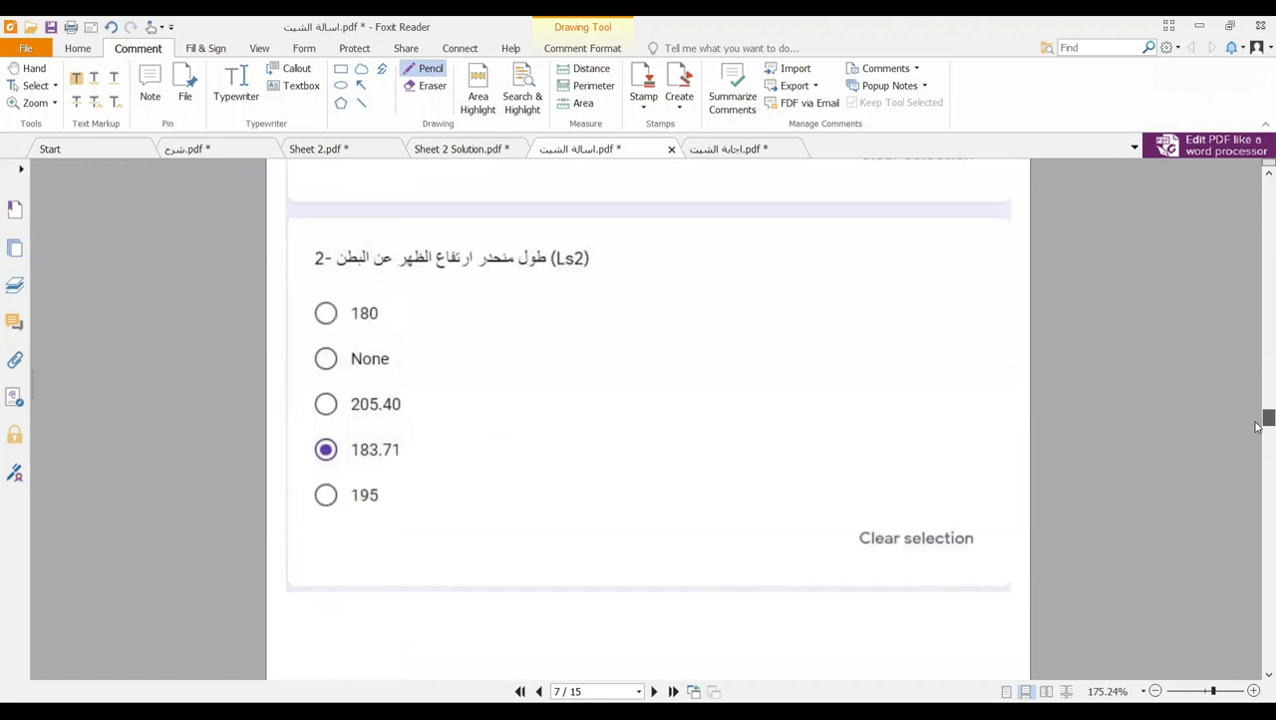 اسالة الشيت.pdf * - Foxit Reader
Drawing Tool
File
Home
Comment
Fill & Sign
View
Form
Protect
Share
Connect
Help
Comment Format
Tell me what you want to do...
Find
Hand
Select
Zoom
Tools
Text Markup
Note
File
Pin
Typewriter
Callout
Textbox
Typewriter
Pencil
Eraser
Drawing
Area Highlight
Search & Highlight
Distance
Perimeter
Area
Measure
Stamp
Create
Stamps
Summarize Comments
Import
Export
FDF via Email
Comments
Popup Notes
Keep Tool Selected
Manage Comments
Start
شرح.pdf *
Sheet 2.pdf *
Sheet 2 Solution.pdf *
اسالة الشيت.pdf *
اجابة الشيت.pdf *
Edit PDF like a
word processor
Clear selection
2- طول منحدر ارتفاع الظهر عن البطن (Ls2)
180
None
205.40
183.71
195
Clear selection
7 / 15
175.24%